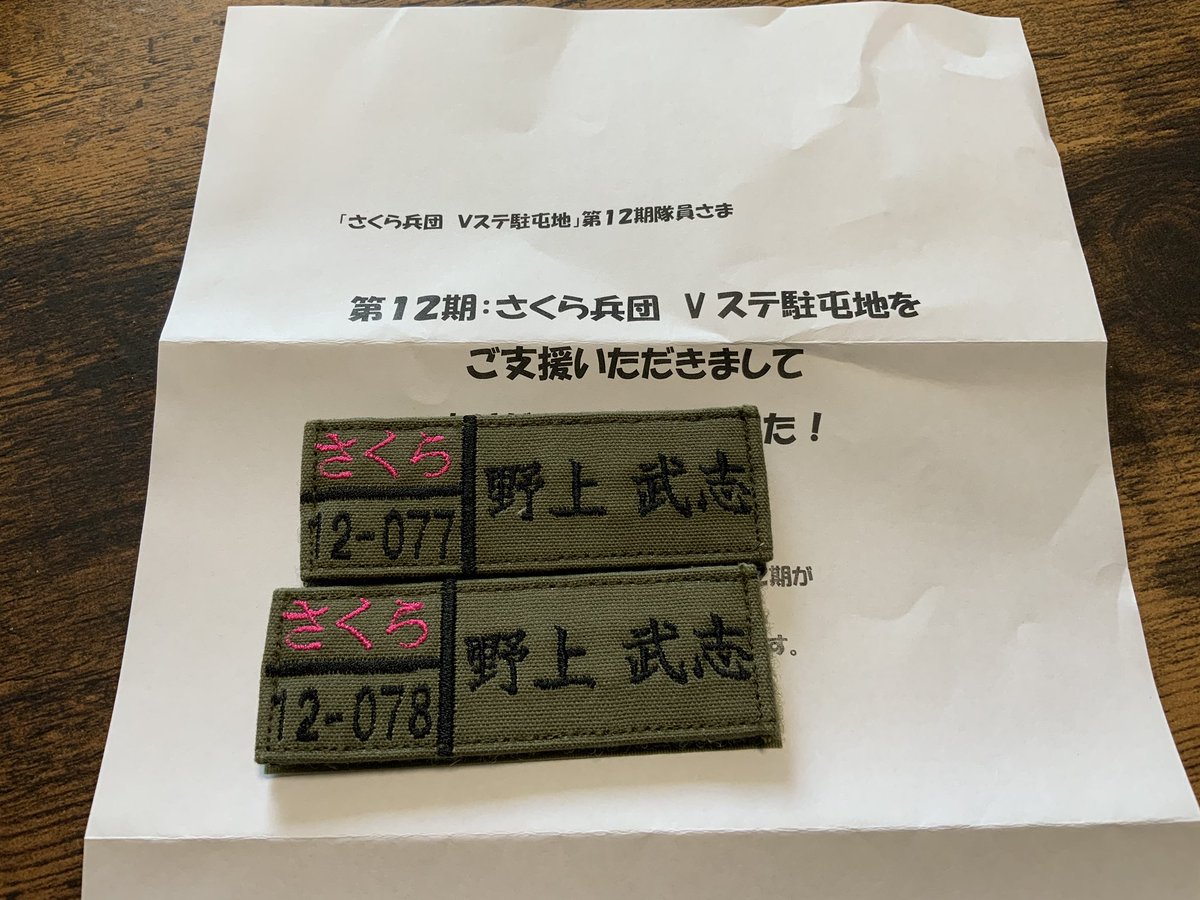 「さくら兵団 Vステ駐屯地」第12期隊員さま
第12期:さくら兵団 Vステ駐屯地を
ご支援いただきまして
た!
さくら
野上 武志
12-077
2期が
さくら
野上 武志
す。
12-078